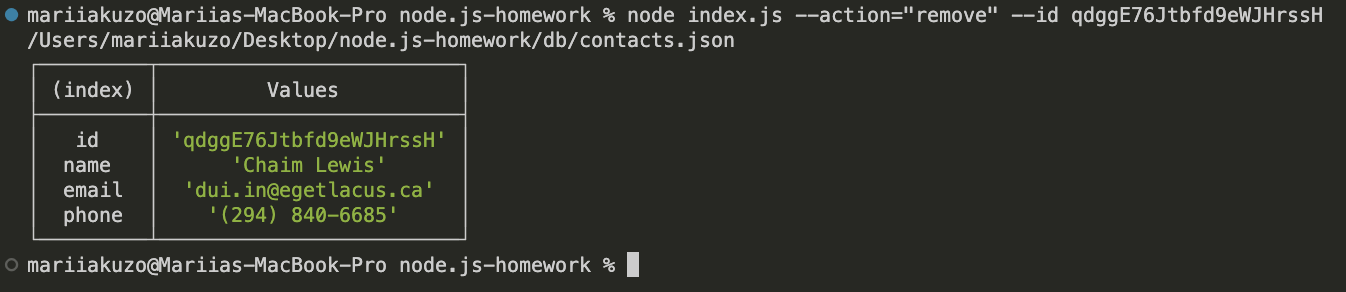 mariiakuzo@Mariias-MacBook-Pro node.js-homework % node index.js --action="remove" --id qdggE76Jtbfd9eWJHrssH
/Users/mariiakuzo/Desktop/node.js-homework/db/contacts.json
(index) Values
id 'qdggE76Jtbfd9eWJHrssH'
name 'Chaim Lewis'
email 'dui.in@egetlacus.ca'
phone '(294) 840-6685'
mariiakuzo@Mariias-MacBook-Pro node.js-homework %